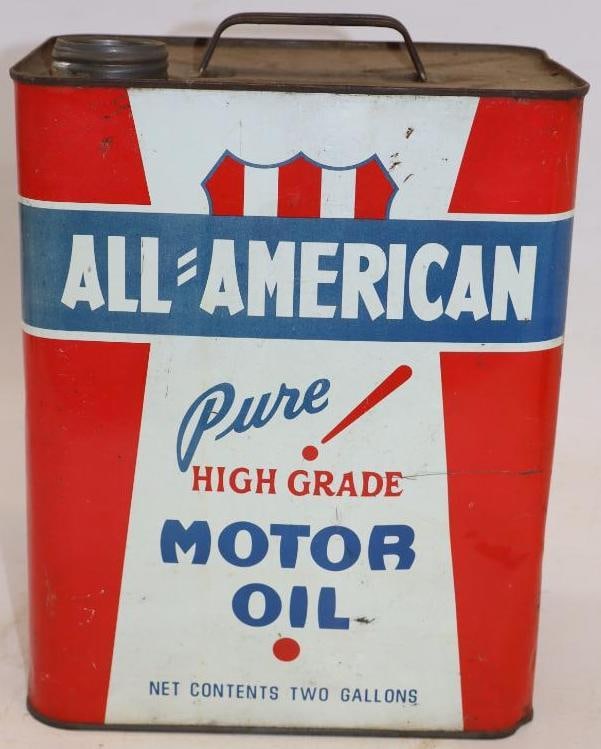 ALL-AMERICAN
Pure!
HIGH GRADE
MOTOR
OIL
NET CONTENTS TWO GALLONS